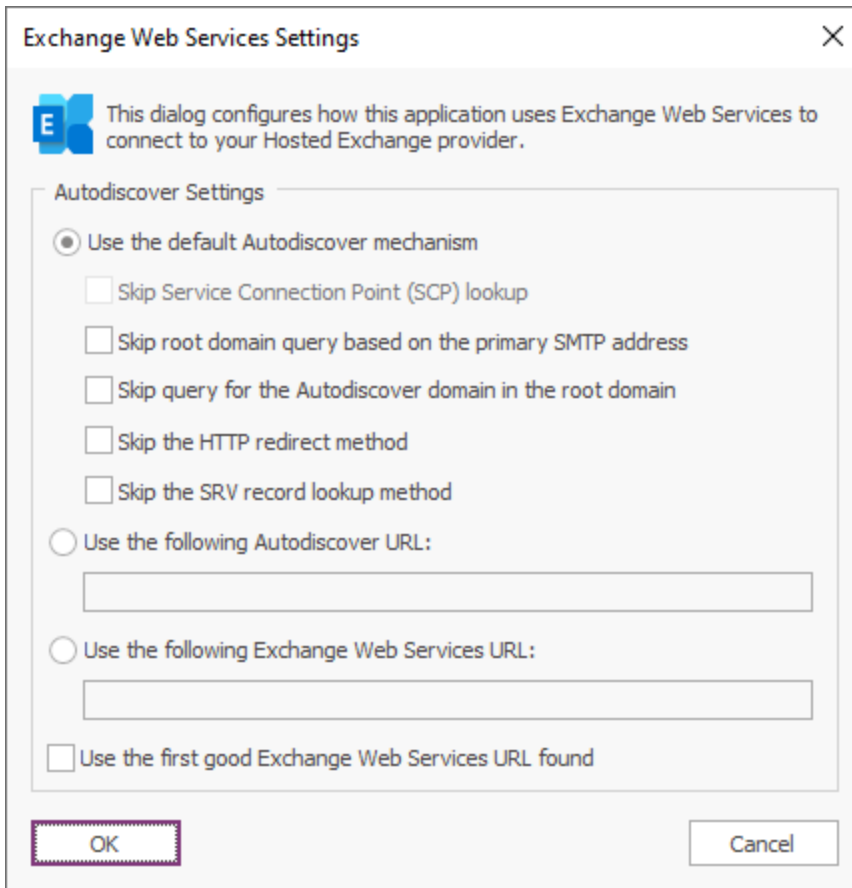 Exchange Web Services Settings
E
This dialog configures how this application uses Exchange Web Services to
connect to your Hosted Exchange provider.
Autodiscover Settings
Use the default Autodiscover mechanism
Skip Service Connection Point (SCP) lookup
Skip root domain query based on the primary SMTP address
Skip query for the Autodiscover domain in the root domain
Skip the HTTP redirect method
Skip the SRV record lookup method
Use the following Autodiscover URL:
Use the following Exchange Web Services URL:
Use the first good Exchange Web Services URL found
OK
Cancel